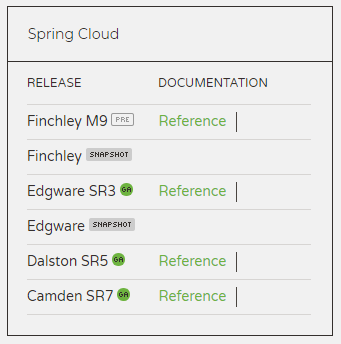 Spring Cloud
RELEASE DOCUMENTATION
Finchley M9 PRE Reference
Finchley SNAPSHOT
Edgware SR3 GA Reference
Edgware SNAPSHOT
Dalston SR5 GA Reference
Camden SR7 GA Reference